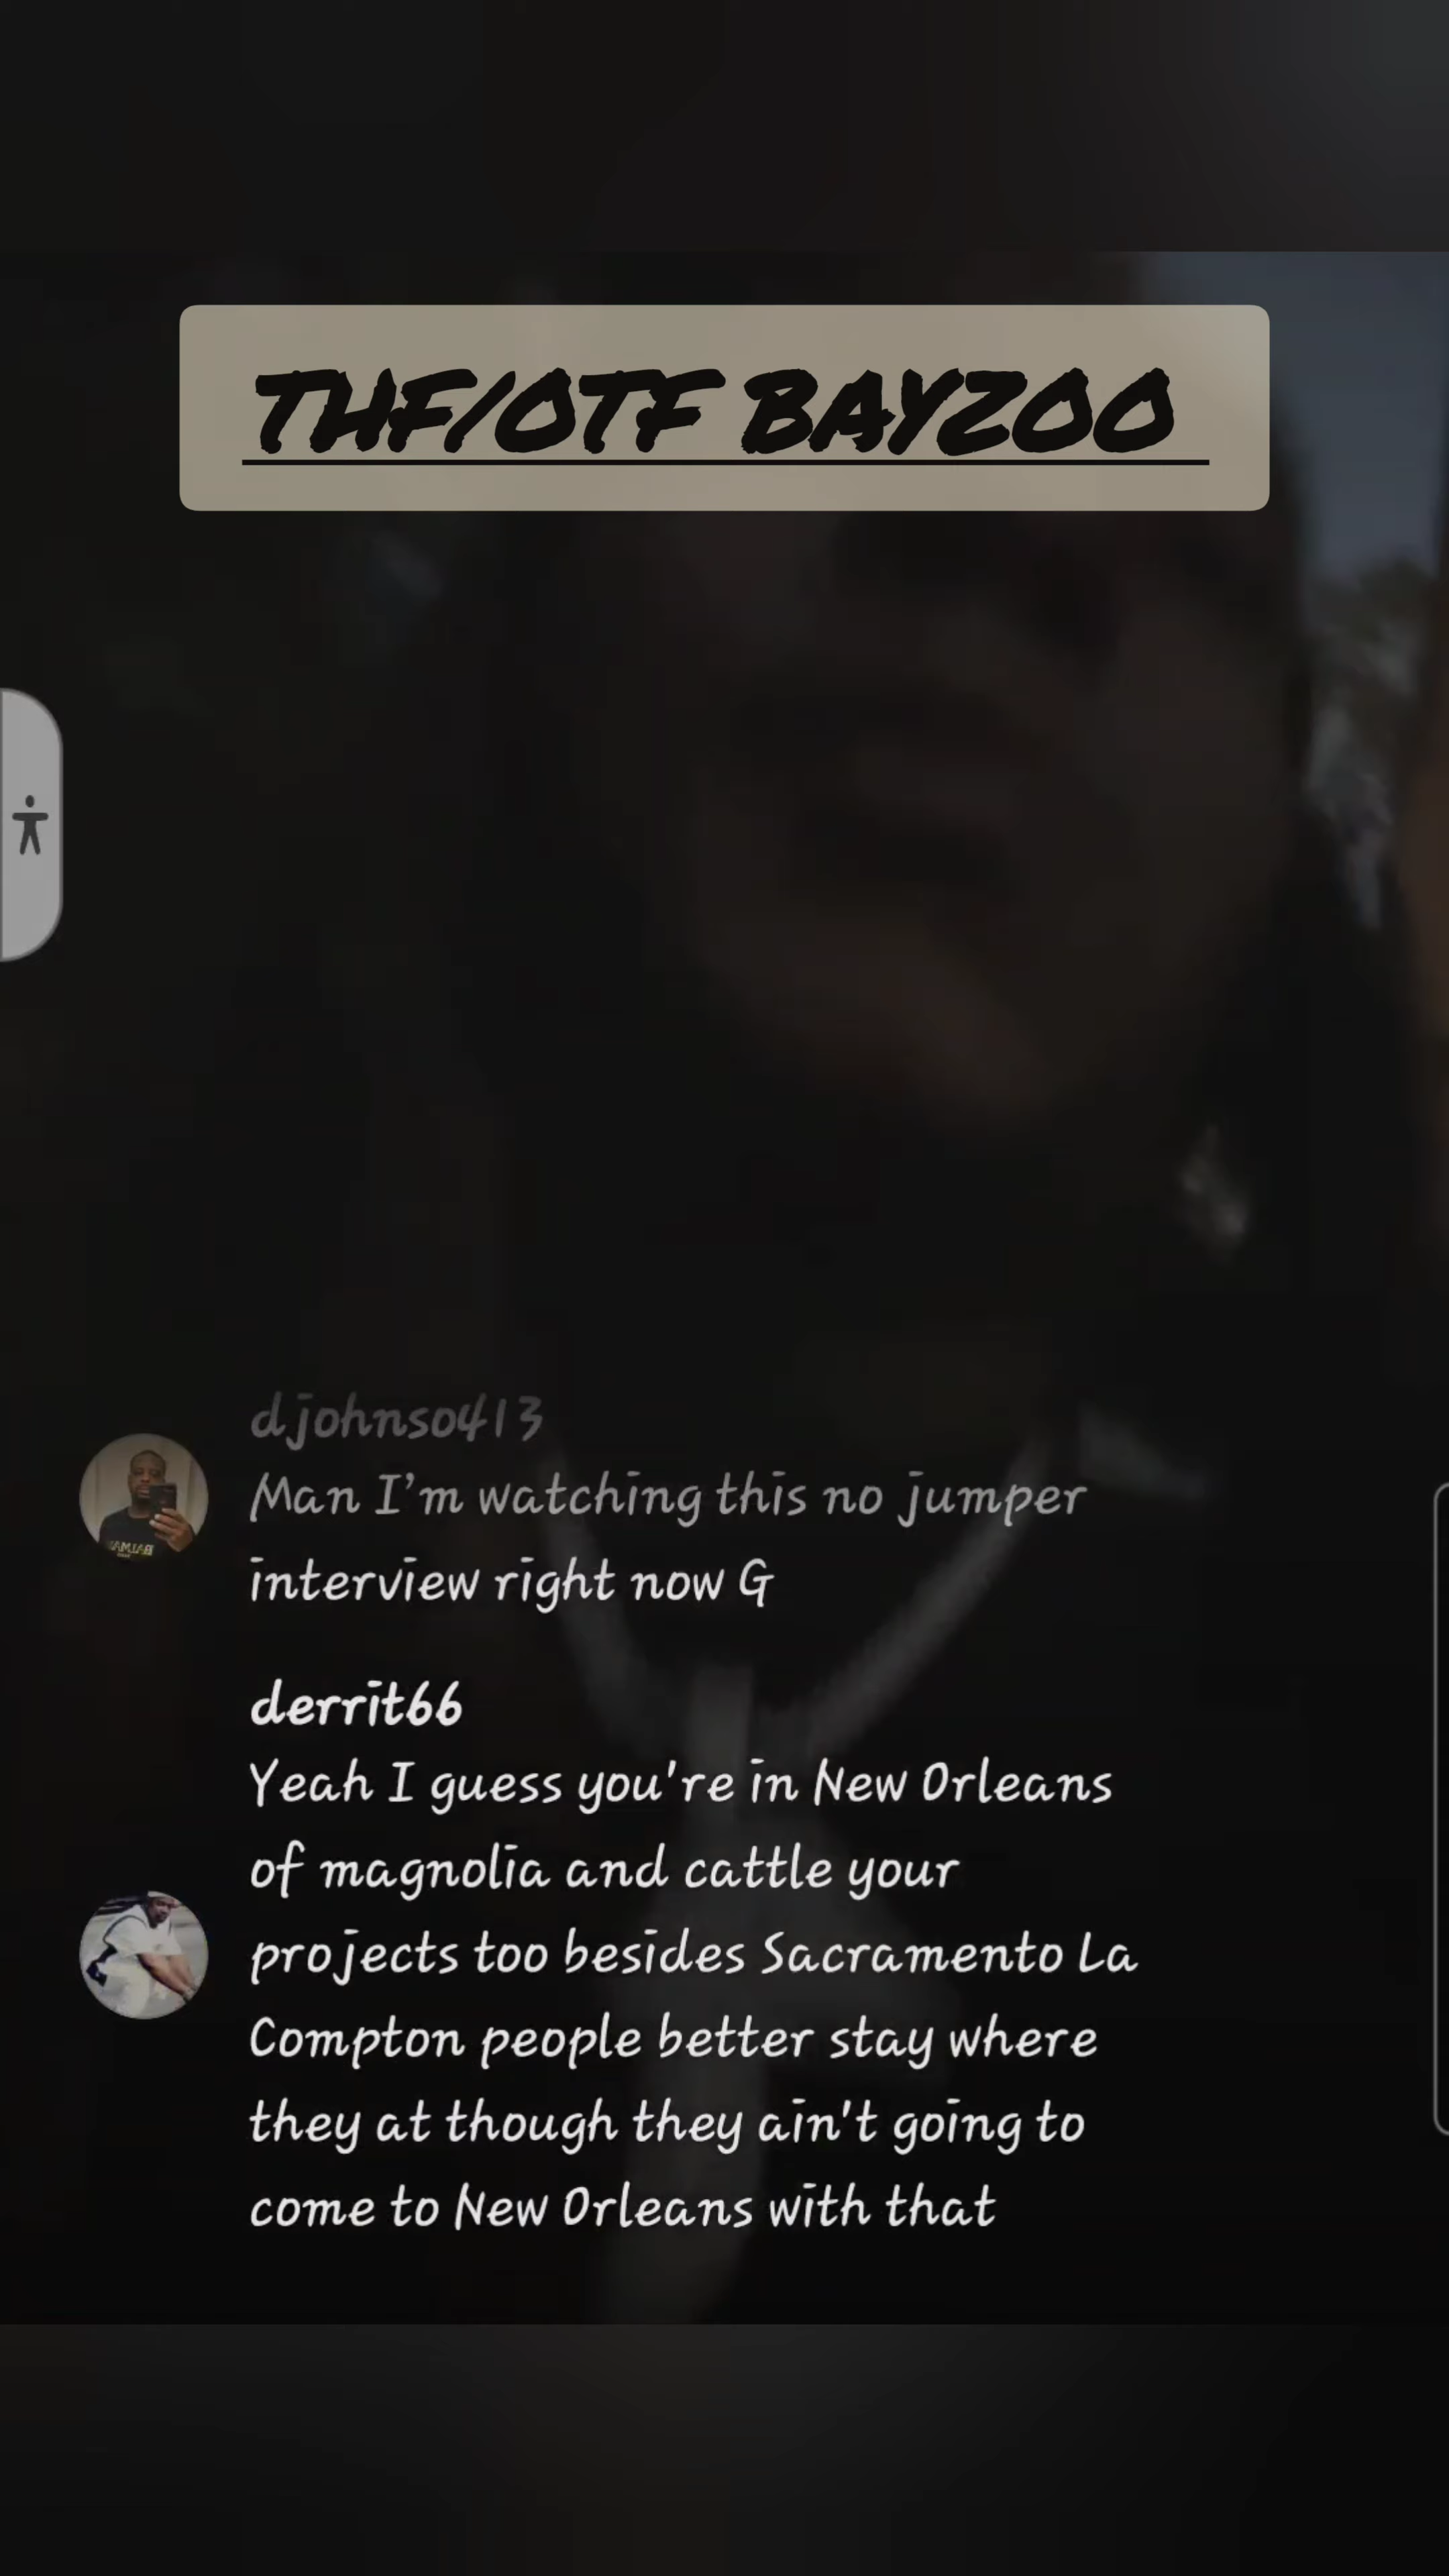 THF/OTF BAYZOO
djohnso413
Man I'm watching this no jumper
interview right now G
derrit66
Yeah I guess you're in New Orleans
of magnolia and cattle your
projects too besides Sacramento La
Compton people better stay where
they at though they ain't going to
come to New Orleans with that